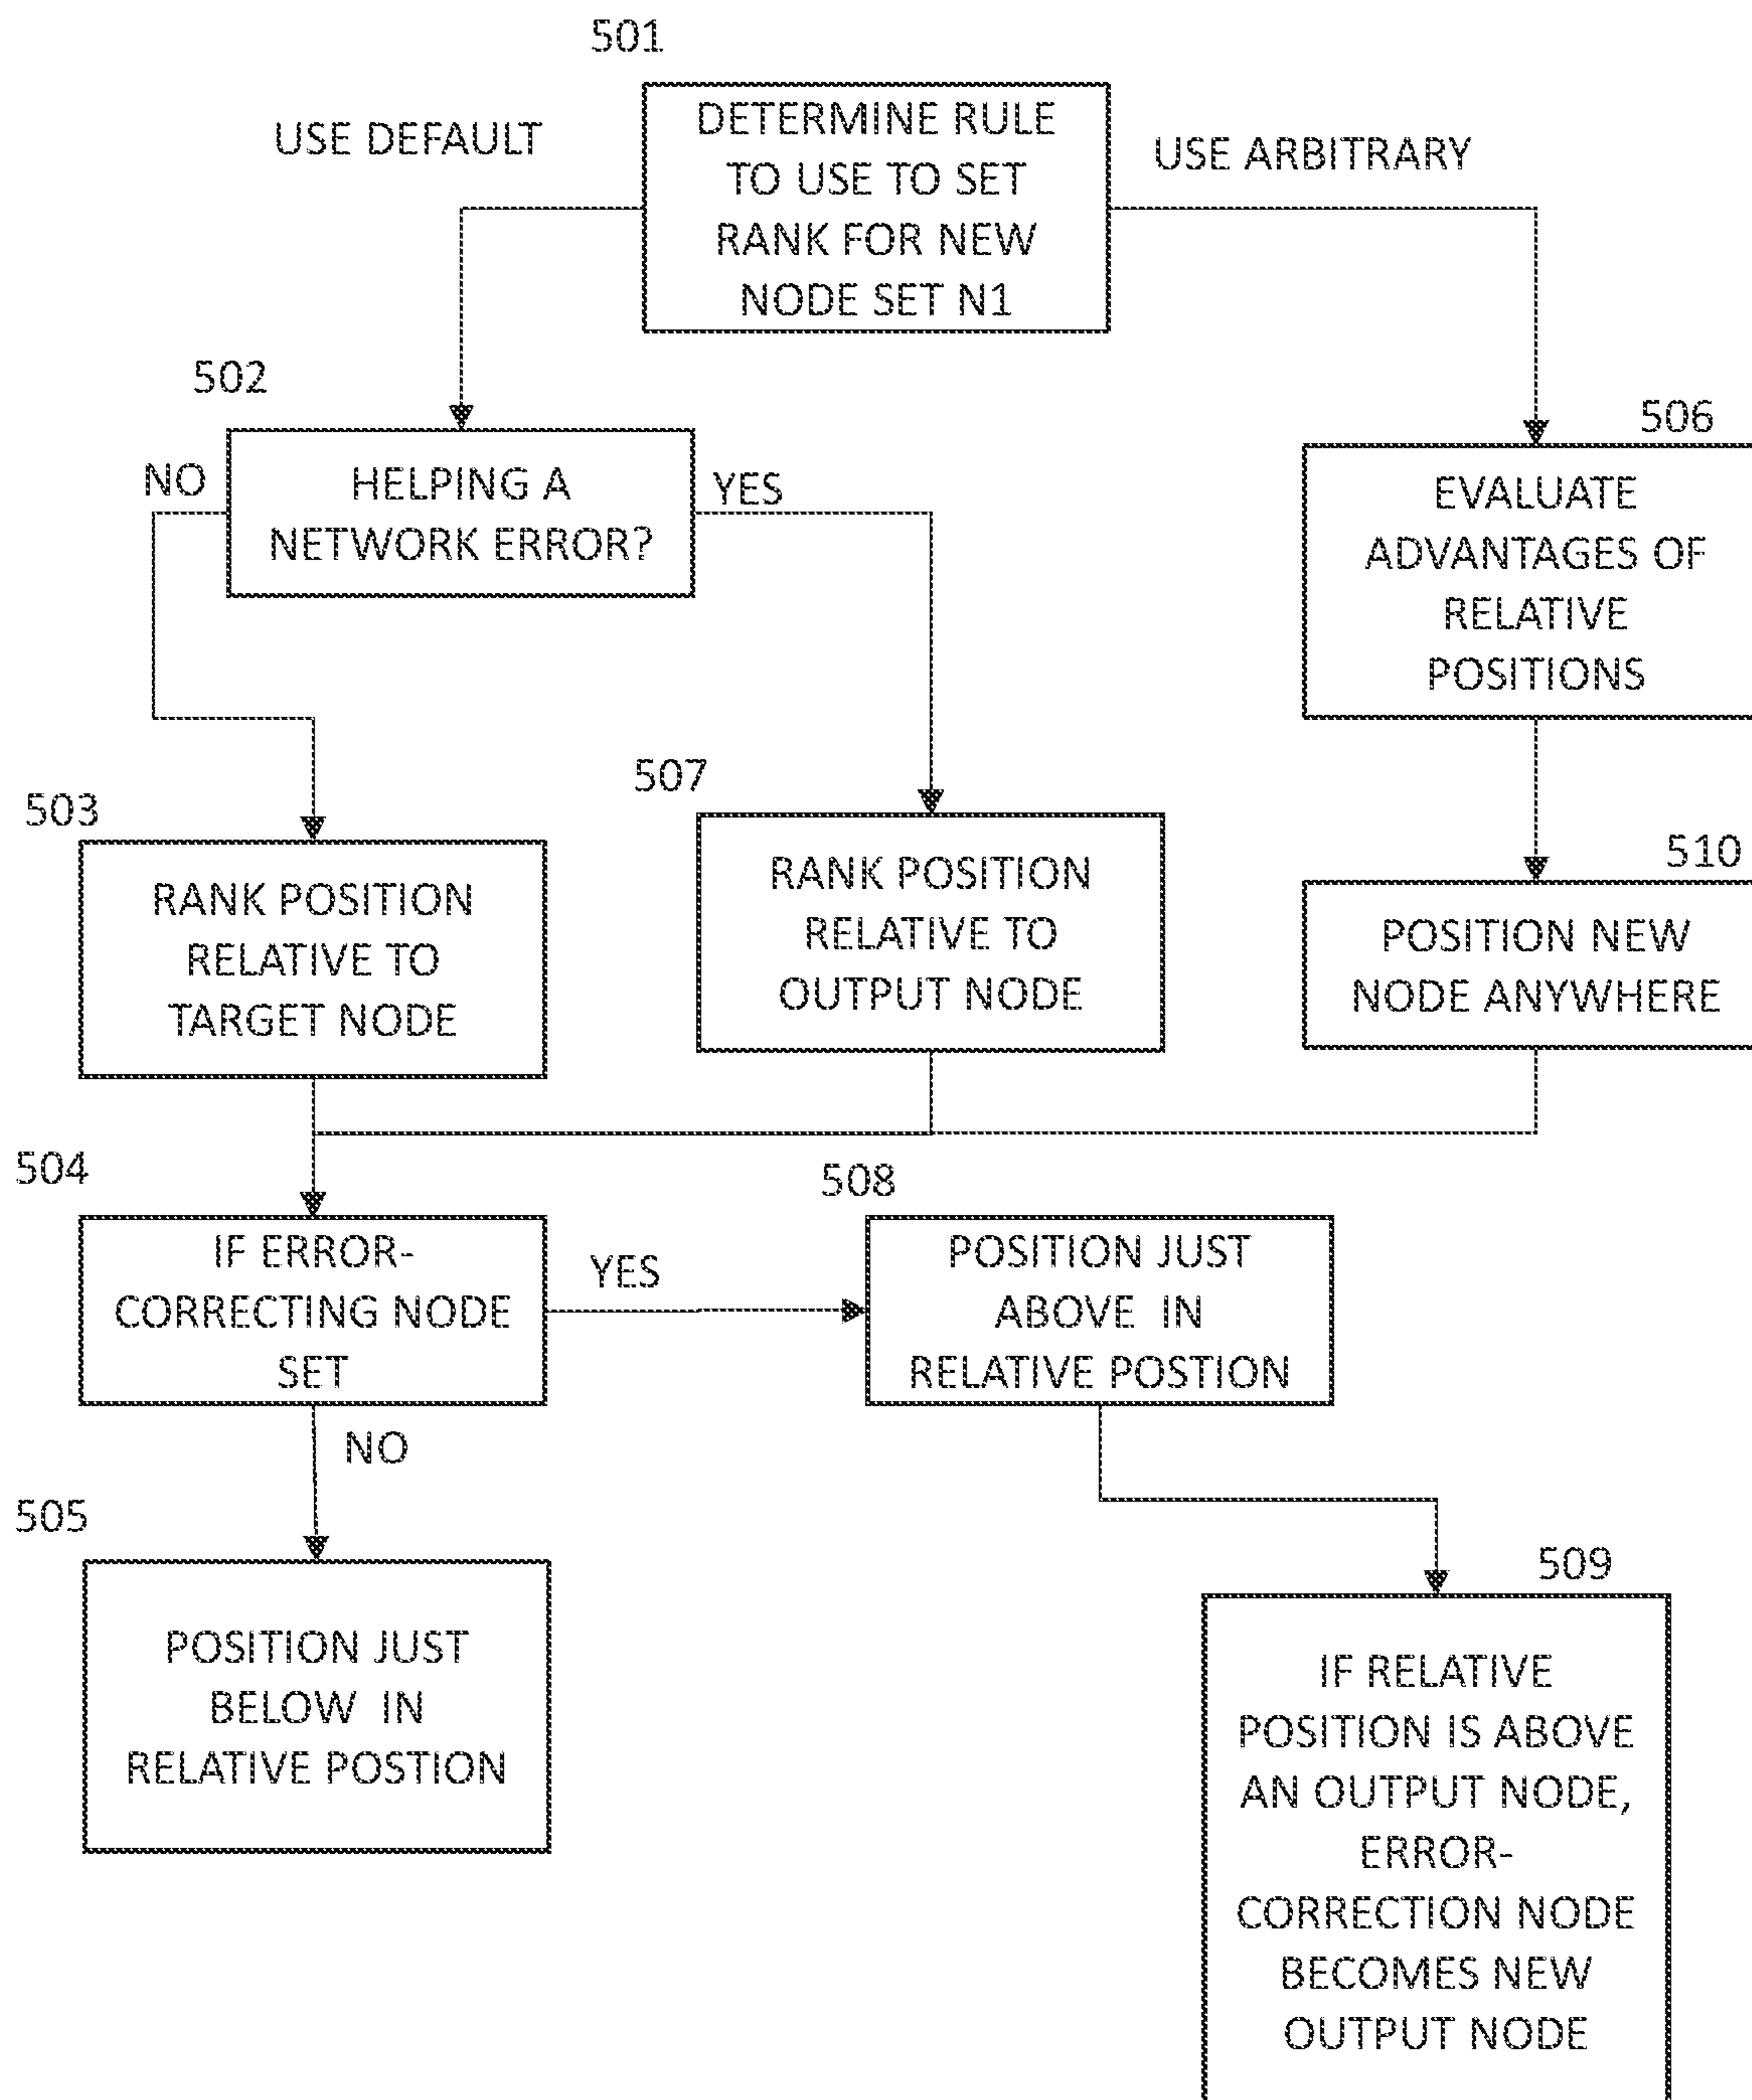 501
DETERMINE RULE
TO USE TO SET
RANK FOR NEW
NODE SET N1
USE DEFAULT
USE ARBITRARY
502
HELPING A
NETWORK ERROR?
NO
YES
506
EVALUATE
ADVANTAGES OF
RELATIVE
POSITIONS
503
RANK POSITION
RELATIVE TO
TARGET NODE
507
RANK POSITION
RELATIVE TO
OUTPUT NODE
510
POSITION NEW
NODE ANYWHERE
504
IF ERROR-
CORRECTING NODE
SET
YES
NO
508
POSITION JUST
ABOVE IN
RELATIVE POSTION
505
POSITION JUST
BELOW IN
RELATIVE POSTION
509
IF RELATIVE
POSITION IS ABOVE
AN OUTPUT NODE,
ERROR-
CORRECTION NODE
BECOMES NEW
OUTPUT NODE